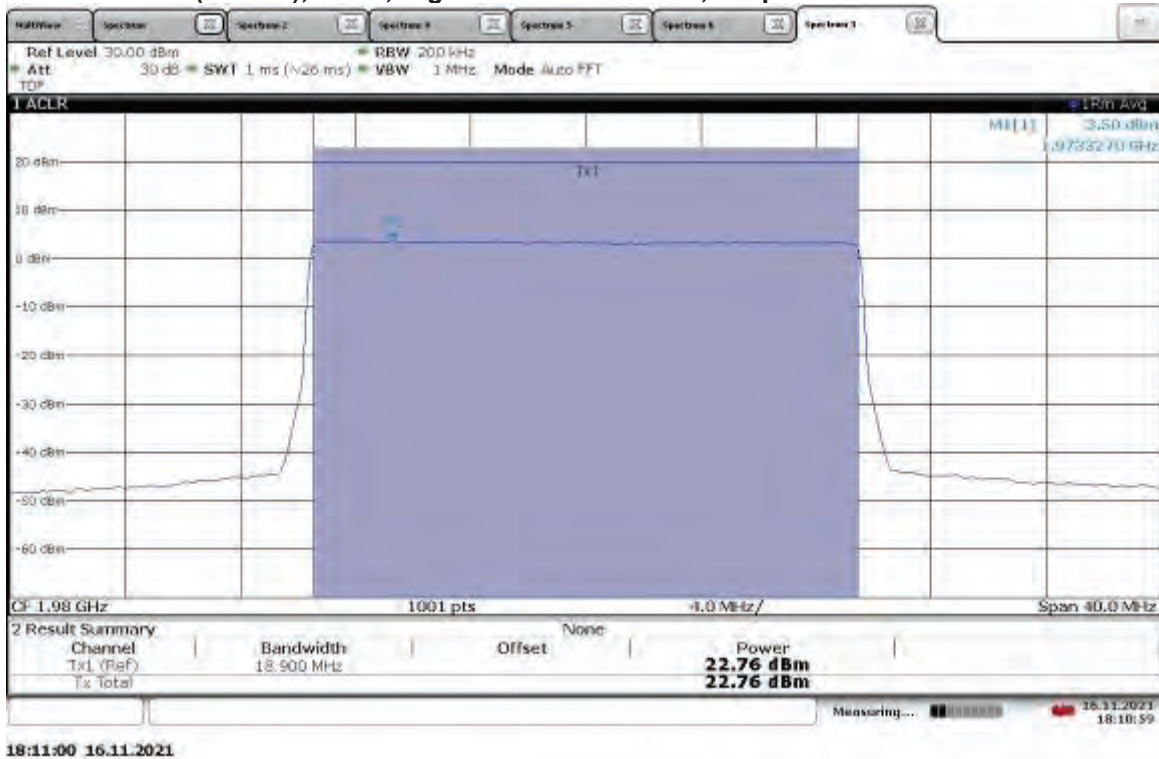 MultiView Spectrum Spectrum 2 Spectrum 4 Spectrum 5 Spectrum 6 Spectrum 3
Ref Level 30.00 dBm RBW 200 kHz
Att 30 dB SWT 1 ms (~26 ms) VBW 1 MHz Mode Auto FFT
TDF
1 ACLR 1Rm Avg
M1[1] 3.50 dBm
1.9733270 GHz
20 dBm
Tx1
10 dBm
0 dBm
-10 dBm
-20 dBm
-30 dBm
-40 dBm
-50 dBm
-60 dBm
CF 1.98 GHz 1001 pts 4.0 MHz/ Span 40.0 MHz
2 Result Summary None
Channel Bandwidth Offset Power
Tx1 (Ref) 18.900 MHz 22.76 dBm
Tx Total 22.76 dBm
Measuring... 16.11.2021
18:10:59
18:11:00 16.11.2021